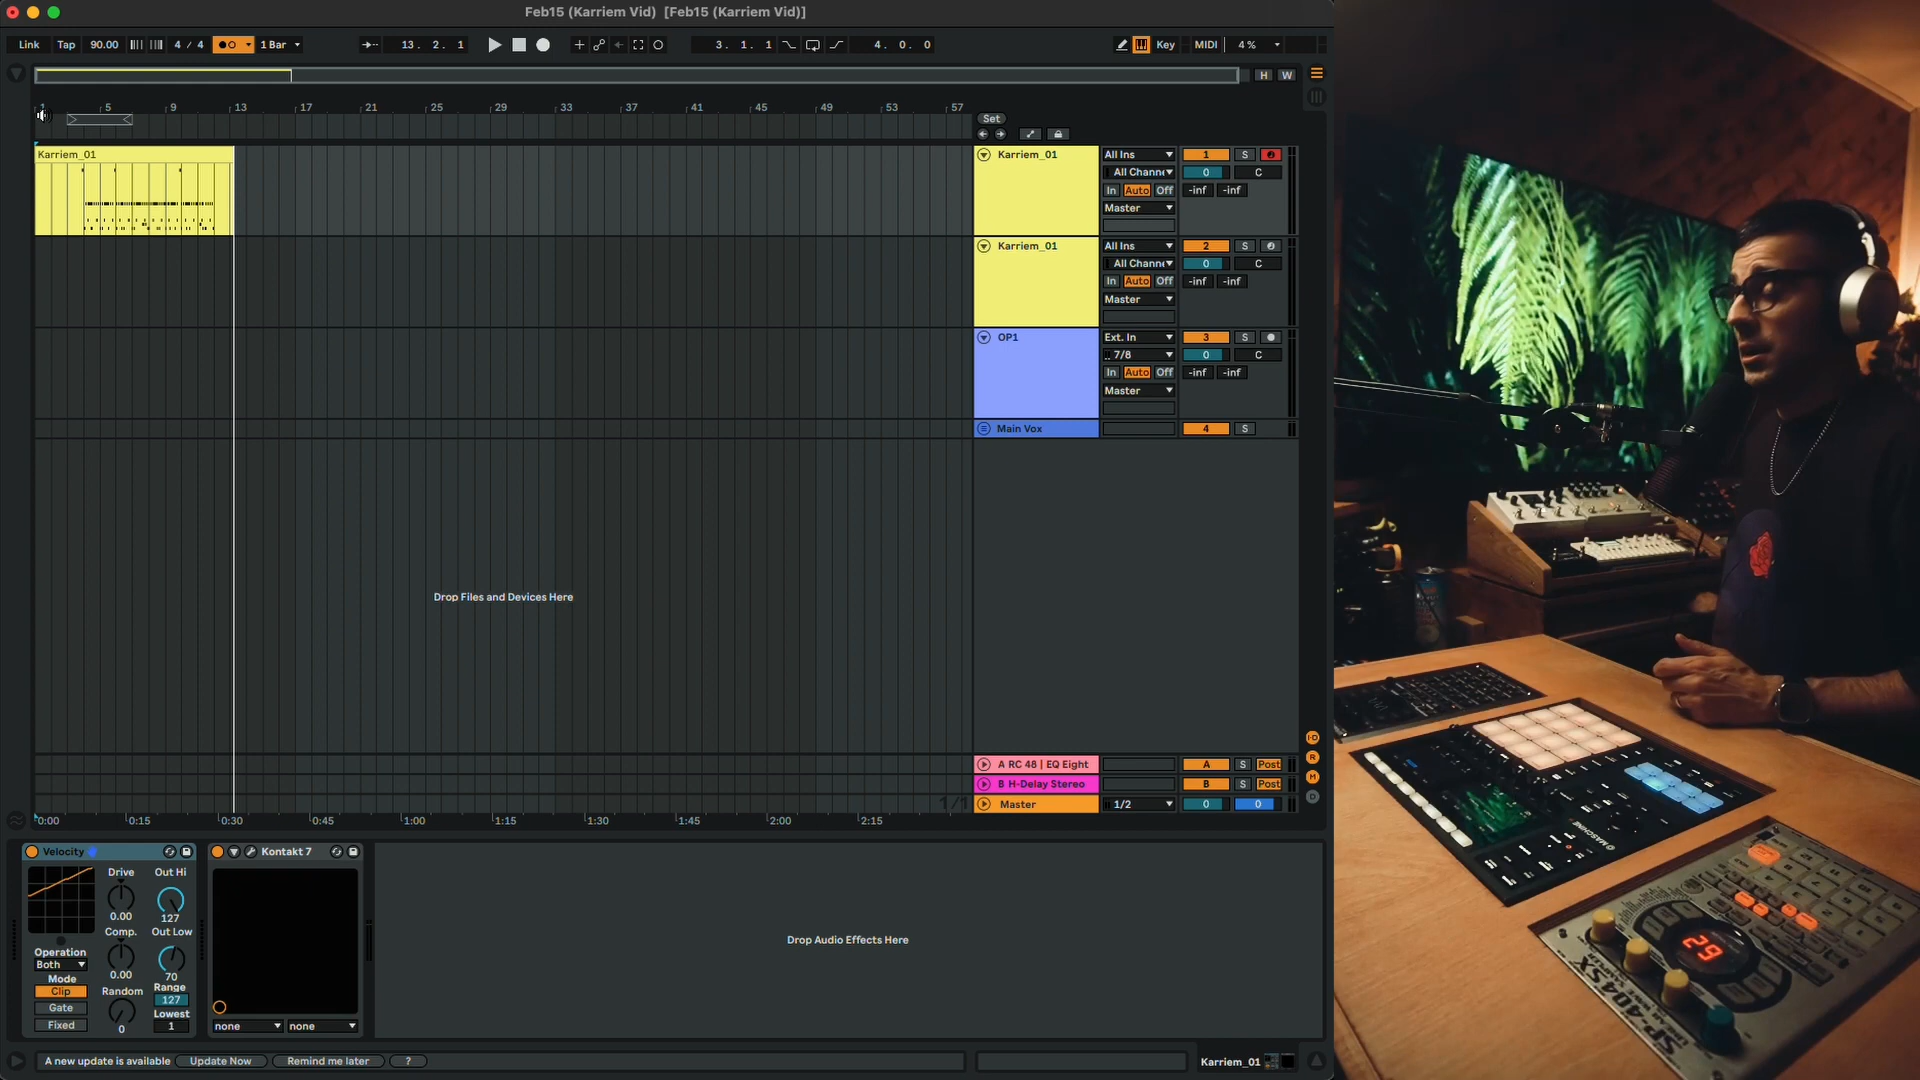 Feb15 (Karriem Vid) [Feb15 (Karriem Vid)]
Link Tap 90.00 4 / 4 1 Bar 13. 2. 1 3. 1. 1 4. 0. 0 Key MIDI 4 %
H W
1 5 9 13 17 21 25 29 33 37 41 45 49 53 57
Set
Karriem_01
Karriem_01 All Ins 1 S
All Channe 0 C
In Auto Off -inf -inf
Master
Karriem_01 All Ins 2 S
All Channe 0 C
In Auto Off -inf -inf
Master
OP1 Ext. In 3 S
7/8 0 C
In Auto Off -inf -inf
Master
Main Vox 4 S
Drop Files and Devices Here
A RC 48 | EQ Eight A S Post
B H-Delay Stereo B S Post
1/1 Master 1/2 0 0
0:00 0:15 0:30 0:45 1:00 1:15 1:30 1:45 2:00 2:15
I·O
R
M
D
Velocity
Drive Out Hi
0.00 127
Comp. Out Low
0.00 70
Operation
Both
Mode
Clip
Gate
Fixed
Random
0
Range
127
Lowest
1
Kontakt 7
none none
Drop Audio Effects Here
A new update is available Update Now Remind me later ?
Karriem_01
MASCHINE
29
SP-404SX